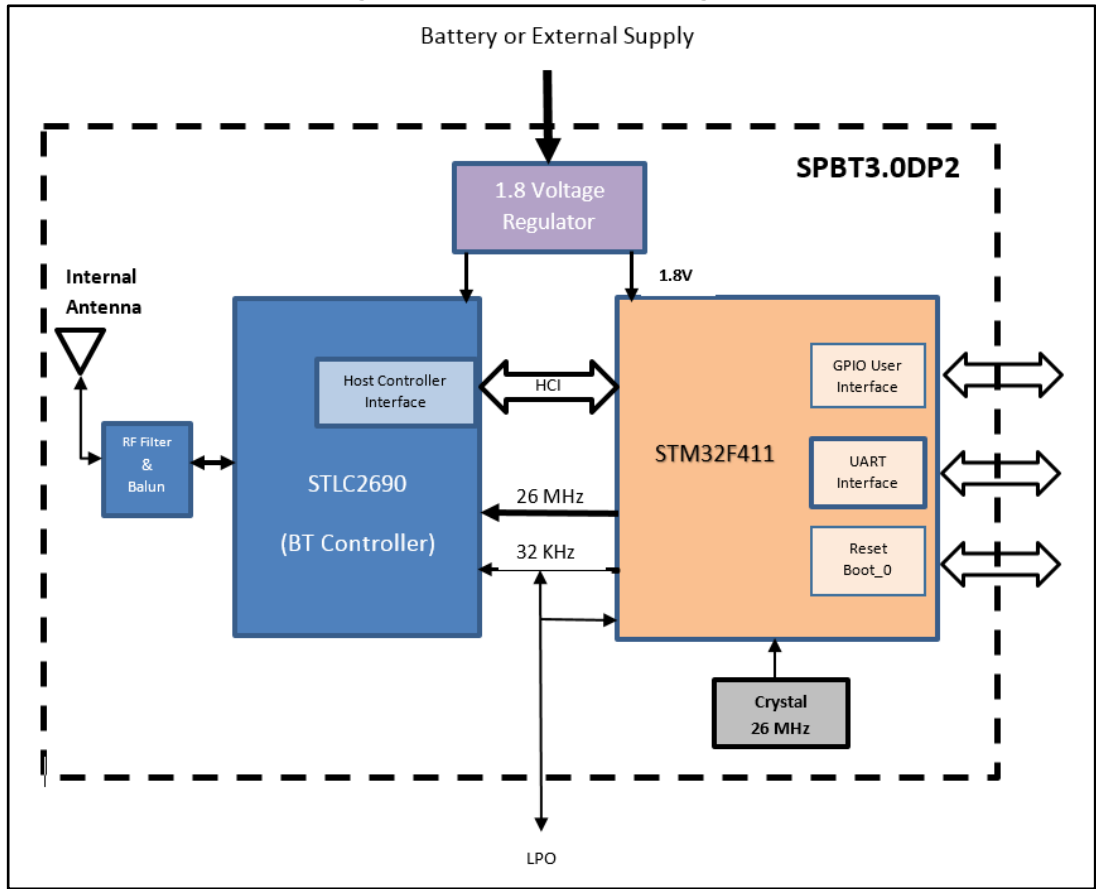 Battery or External Supply
SPBT3.0DP2
1.8 Voltage
Regulator
1.8V
Internal
Antenna
Host Controller
Interface
HCI
GPIO User
Interface
RF Filter
&
Balun
STLC2690
(BT Controller)
STM32F411
UART
Interface
26 MHz
32 KHz
Reset
Boot_0
Crystal
26 MHz
LPO